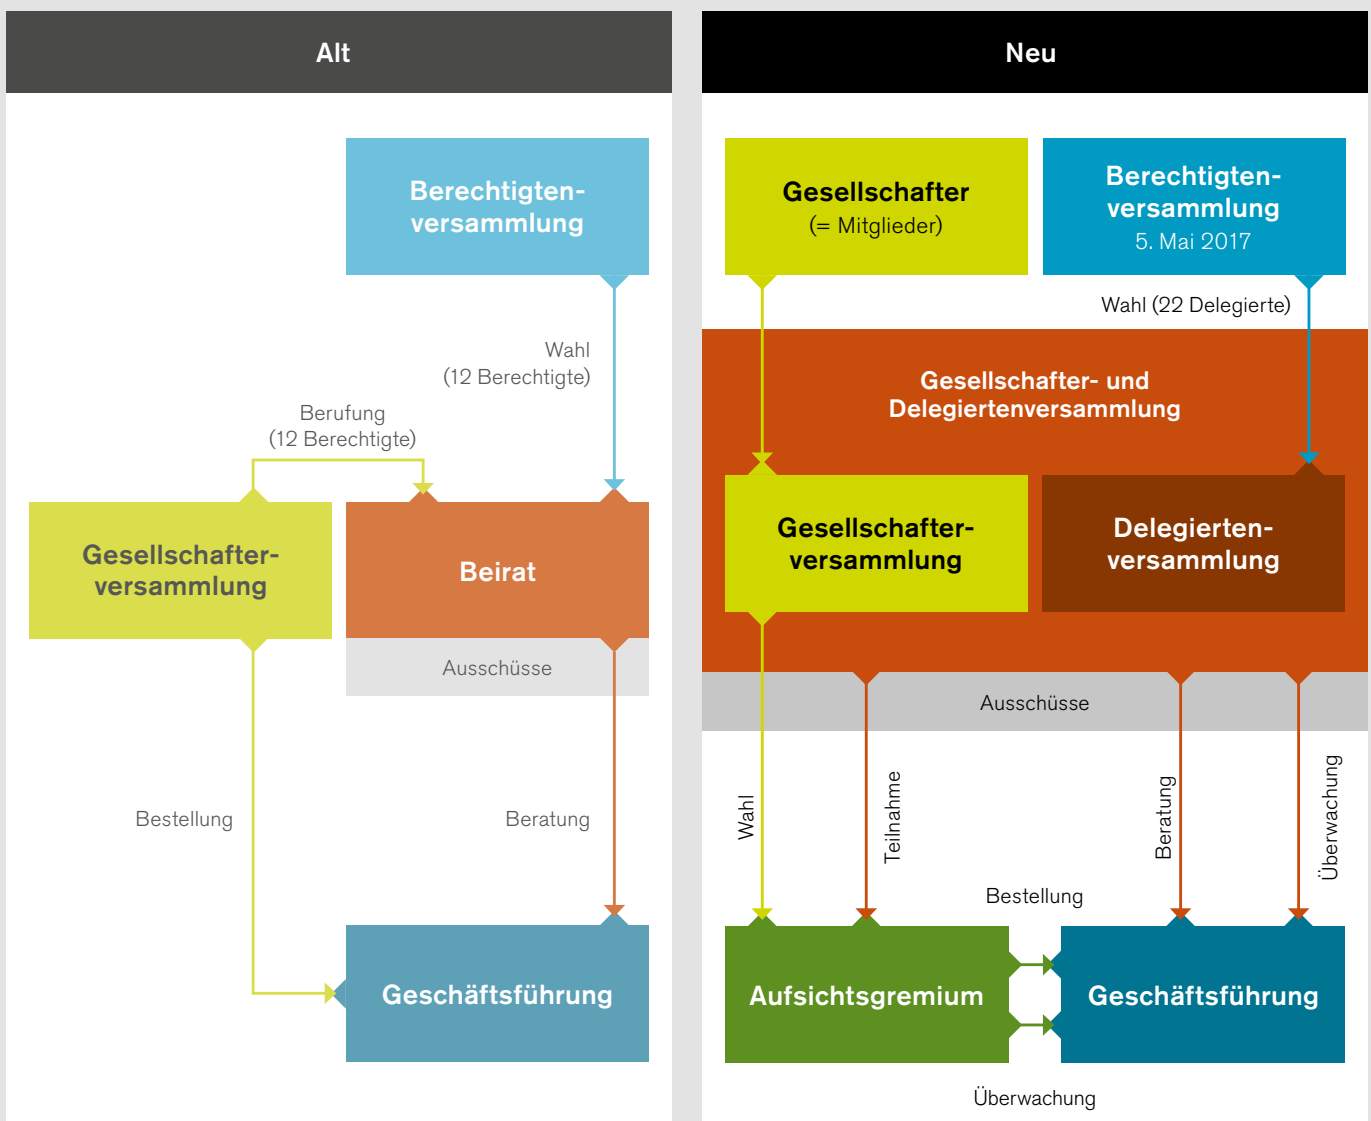 Alt
Berechtigten-
versammlung
Wahl
(12 Berechtigte)
Berufung
(12 Berechtigte)
Gesellschafter-
versammlung
Beirat
Ausschüsse
Bestellung
Beratung
Geschäftsführung
Neu
Gesellschafter
(= Mitglieder)
Berechtigten-
versammlung
5. Mai 2017
Wahl (22 Delegierte)
Gesellschafter- und
Delegiertenversammlung
Gesellschafter-
versammlung
Delegierten-
versammlung
Ausschüsse
Wahl
Teilnahme
Beratung
Überwachung
Bestellung
Aufsichtsgremium
Geschäftsführung
Überwachung